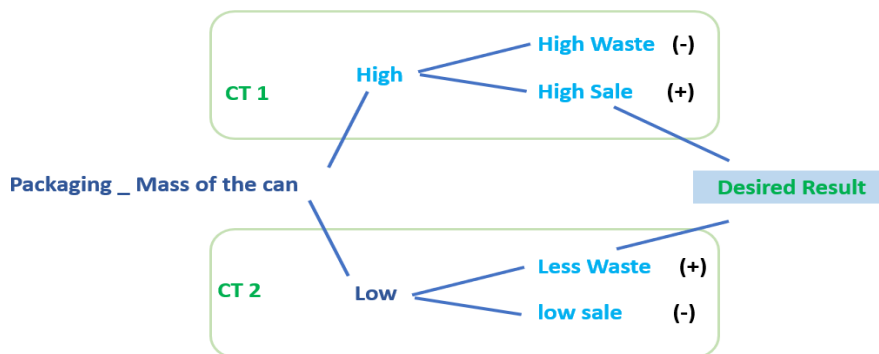 High Waste (-)
High
CT 1
High Sale (+)
Packaging _ Mass of the can
Desired Result
Less Waste (+)
CT 2
Low
low sale (-)